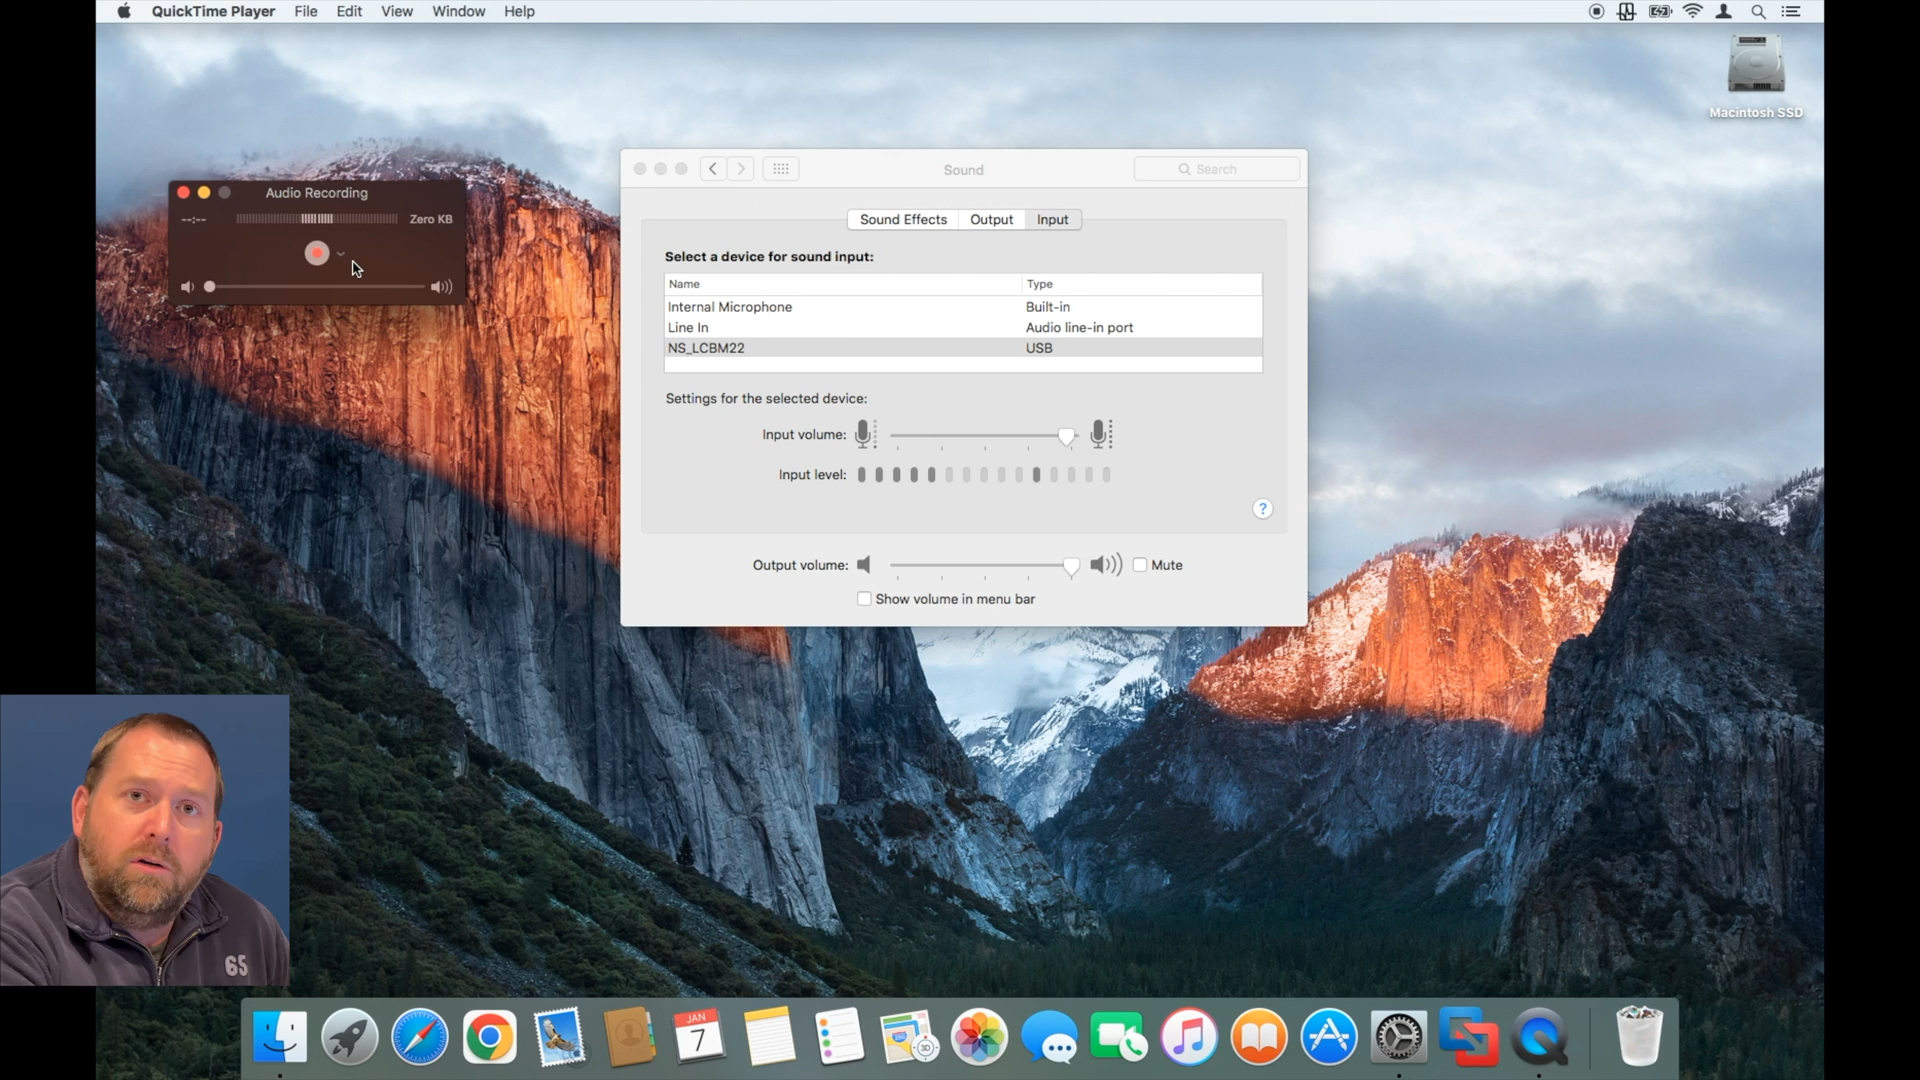 QuickTime Player File Edit View Window Help
Macintosh SSD
Audio Recording
--:-- Zero KB
Sound
Search
Sound Effects Output Input
Select a device for sound input:
Name Type
Internal Microphone Built-in
Line In Audio line-in port
NS_LCBM22 USB
Settings for the selected device:
Input volume:
Input level:
?
Output volume: Mute
Show volume in menu bar
65
JAN
7
3D